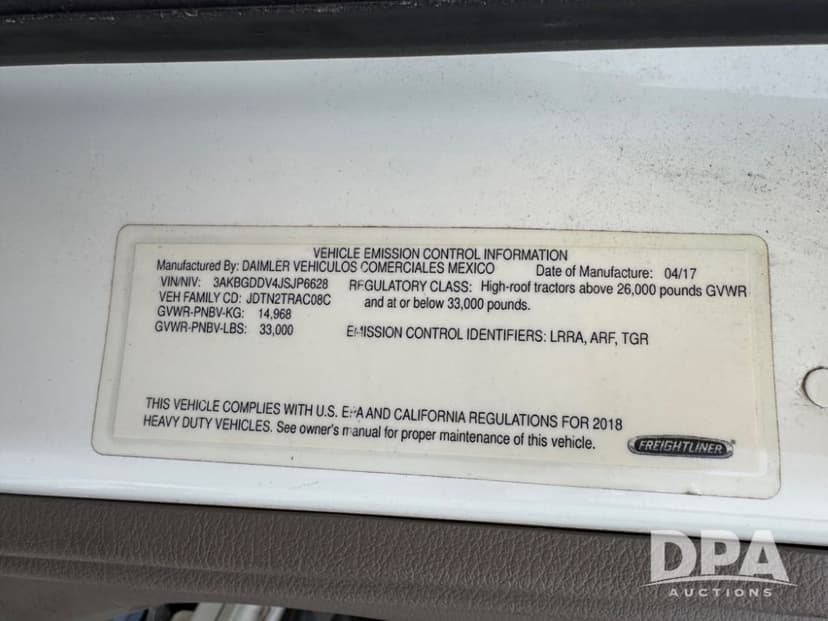 VEHICLE EMISSION CONTROL INFORMATION
Manufactured By: DAIMLER VEHICULOS COMERCIALES MEXICO Date of Manufacture: 04/17
VIN/NIV: 3AKBGDDV4JSJP6628 REGULATORY CLASS: High-roof tractors above 26,000 pounds GVWR
VEH FAMILY CD: JDTN2TRAC08C and at or below 33,000 pounds.
GVWR-PNBV-KG: 14,968
GVWR-PNBV-LBS: 33,000 EMISSION CONTROL IDENTIFIERS: LRRA, ARF, TGR
THIS VEHICLE COMPLIES WITH U.S. EPA AND CALIFORNIA REGULATIONS FOR 2018
HEAVY DUTY VEHICLES. See owner's manual for proper maintenance of this vehicle.
FREIGHTLINER
DPA
AUCTIONS